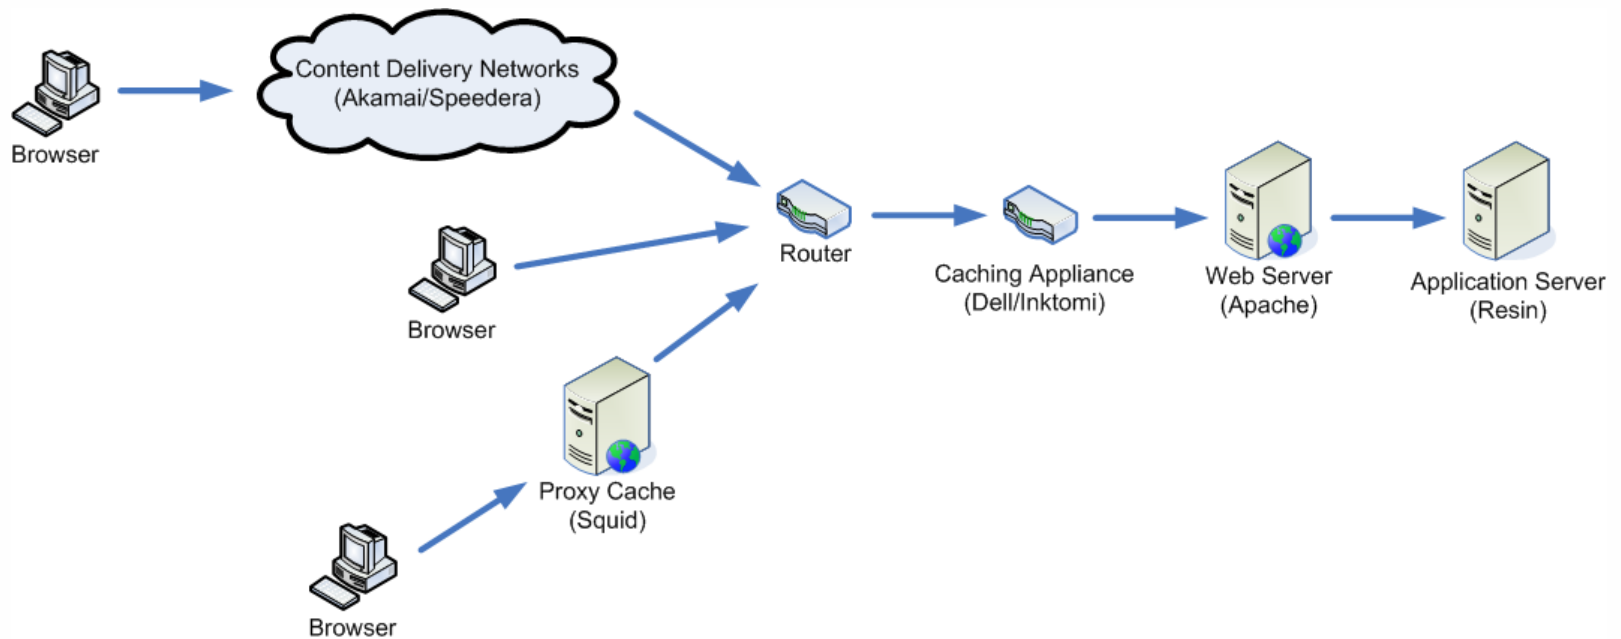 Content Delivery Networks
(Akamai/Speedera)
Browser
Router
Browser
Caching Appliance
(Dell/Inktomi)
Web Server
(Apache)
Application Server
(Resin)
Proxy Cache
(Squid)
Browser